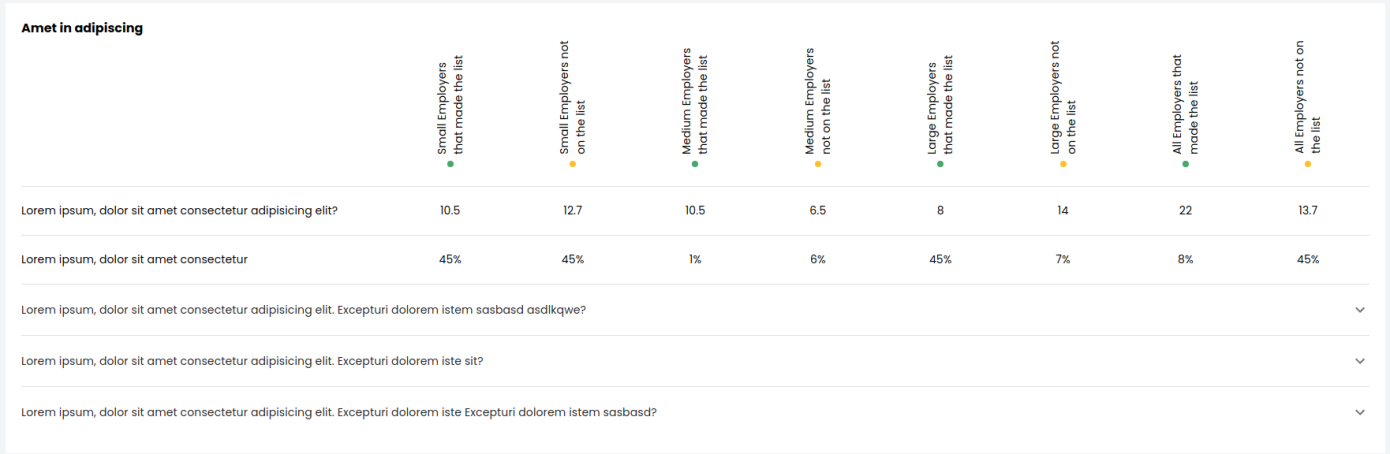 Amet in adipiscing
Small Employers
that made the list
Small Employers not
on the list
Medium Employers
that made the list
Medium Employers
not on the list
Large Employers
that made the list
Large Employers not
on the list
All Employers that
made the list
All Employers not on
the list
Lorem ipsum, dolor sit amet consectetur adipisicing elit? 10.5 12.7 10.5 6.5 8 14 22 13.7
Lorem ipsum, dolor sit amet consectetur 45% 45% 1% 6% 45% 7% 8% 45%
Lorem ipsum, dolor sit amet consectetur adipisicing elit. Excepturi dolorem istem sasbasd asdlkqwe?
Lorem ipsum, dolor sit amet consectetur adipisicing elit. Excepturi dolorem iste sit?
Lorem ipsum, dolor sit amet consectetur adipisicing elit. Excepturi dolorem iste Excepturi dolorem istem sasbasd?